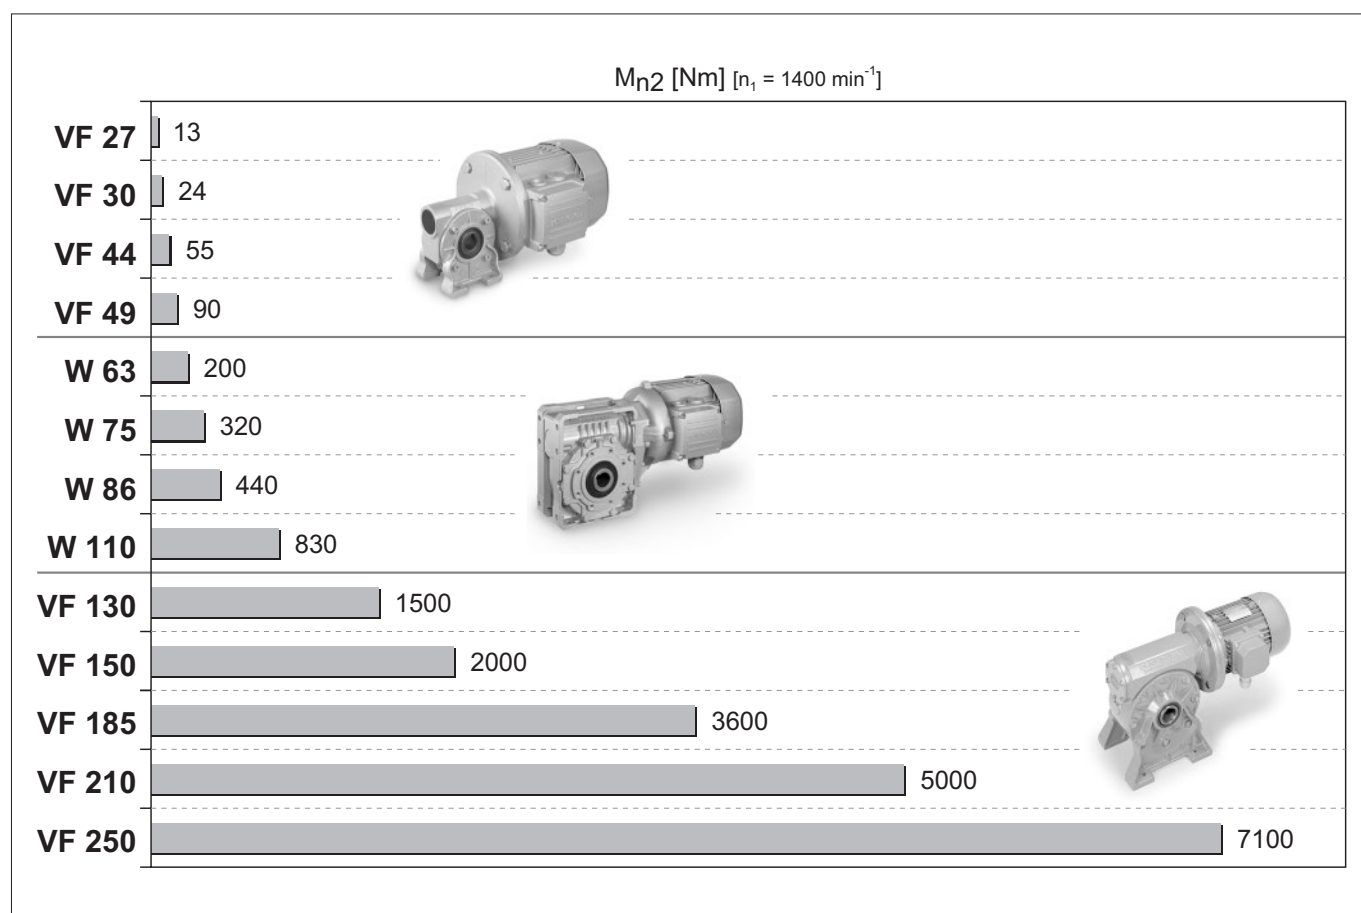 Mn2 [Nm] [n₁ = 1400 min⁻¹]
VF 27 13
VF 30 24
VF 44 55
VF 49 90
W 63 200
W 75 320
W 86 440
W 110 830
VF 130 1500
VF 150 2000
VF 185 3600
VF 210 5000
VF 250 7100